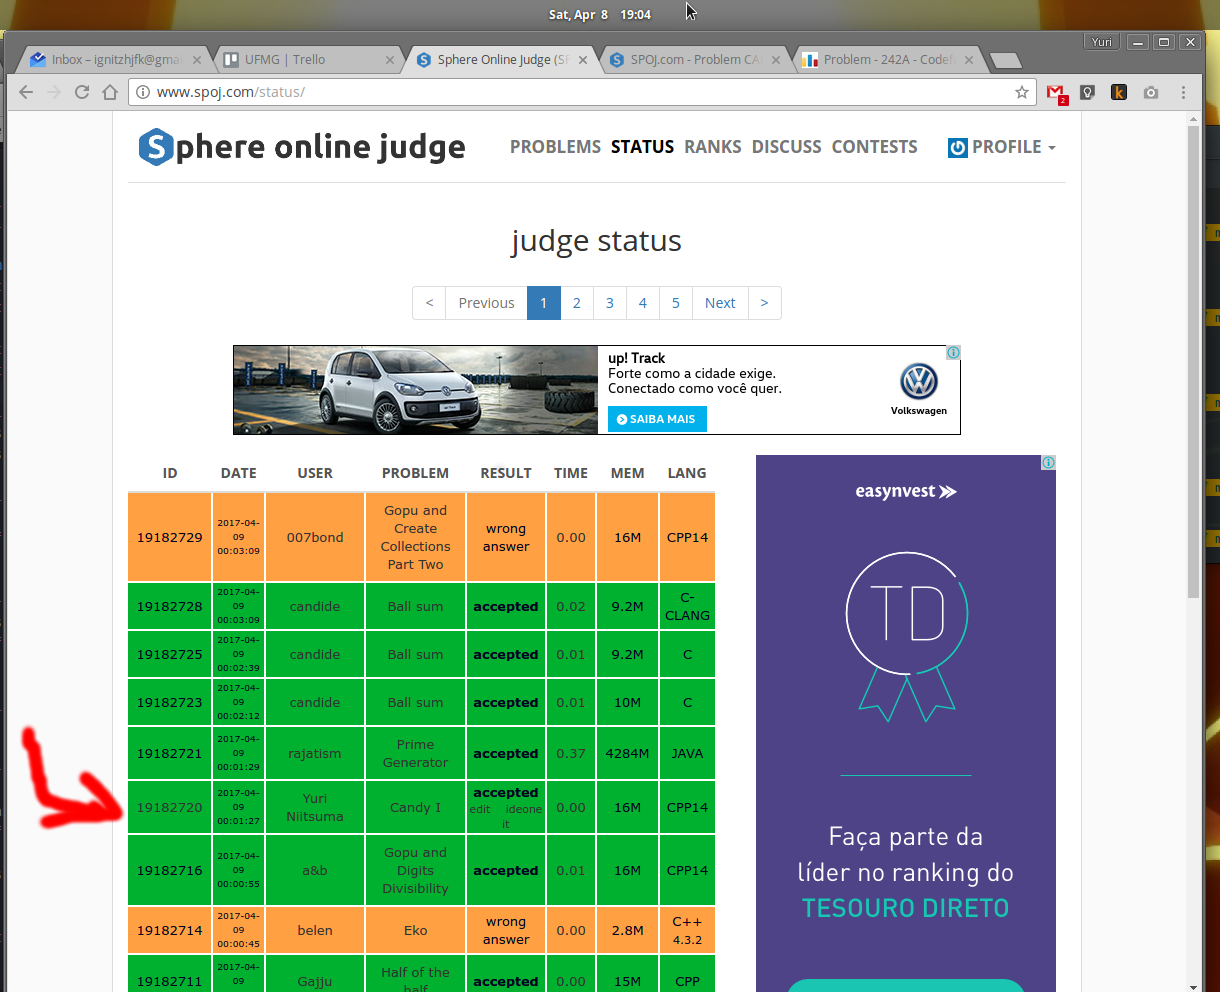 Sat, Apr 8 19:04
Yuri
Inbox – ignitzhjfk@gma
UFMG | Trello
Sphere Online Judge (SP
SPOJ.com - Problem CA
Problem - 242A - Codef
www.spoj.com/status/
2
Sphere online judge
PROBLEMS STATUS RANKS DISCUSS CONTESTS PROFILE
judge status
< Previous 1 2 3 4 5 Next >
up! Track
Forte como a cidade exige.
Conectado como você quer.
SAIBA MAIS
Volkswagen
ID DATE USER PROBLEM RESULT TIME MEM LANG
19182729 2017-04-09 00:03:09 007bond Gopu and Create Collections Part Two wrong answer 0.00 16M CPP14
19182728 2017-04-09 00:03:09 candide Ball sum accepted 0.02 9.2M C-CLANG
19182725 2017-04-09 00:02:39 candide Ball sum accepted 0.01 9.2M C
19182723 2017-04-09 00:02:12 candide Ball sum accepted 0.01 10M C
19182721 2017-04-09 00:01:29 rajatism Prime Generator accepted 0.37 4284M JAVA
19182720 2017-04-09 00:01:27 Yuri Niitsuma Candy I accepted edit ideone it 0.00 16M CPP14
19182716 2017-04-09 00:00:55 a&b Gopu and Digits Divisibility accepted 0.01 16M CPP14
19182714 2017-04-09 00:00:45 belen Eko wrong answer 0.00 2.8M C++ 4.3.2
19182711 2017-04-09 Gajju Half of the half accepted 0.00 15M CPP
easynvest
TD
Faça parte da
líder no ranking do
TESOURO DIRETO